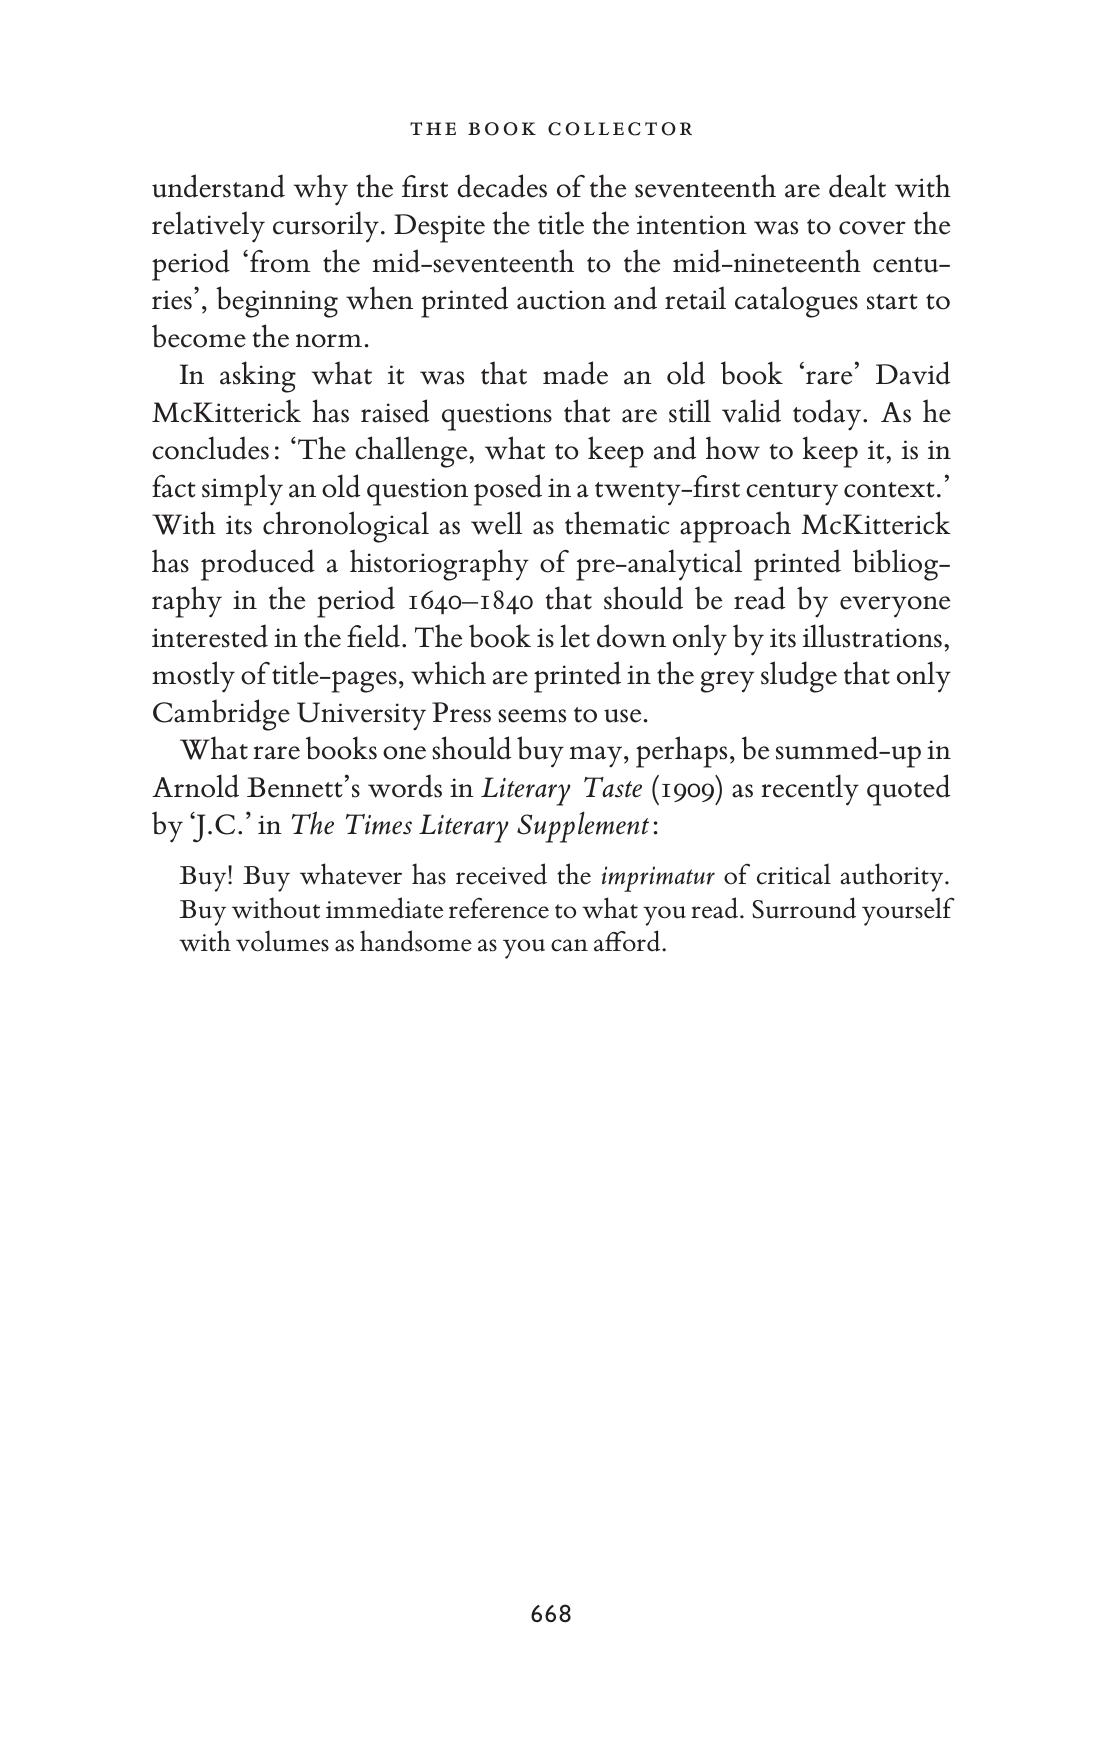 THE BOOK COLLECTOR
understand why the first decades of the seventeenth are dealt with
relatively cursorily. Despite the title the intention was to cover the
period ‘from the mid-seventeenth to the mid-nineteenth centu-
ries’, beginning when printed auction and retail catalogues start to
become the norm.
In asking what it was that made an old book ‘rare’ David
McKitterick has raised questions that are still valid today. As he
concludes: ‘The challenge, what to keep and how to keep it, is in
fact simply an old question posed in a twenty-first century context.’
With its chronological as well as thematic approach McKitterick
has produced a historiography of pre-analytical printed bibliog-
raphy in the period 1640–1840 that should be read by everyone
interested in the field. The book is let down only by its illustrations,
mostly of title-pages, which are printed in the grey sludge that only
Cambridge University Press seems to use.
What rare books one should buy may, perhaps, be summed-up in
Arnold Bennett’s words in Literary Taste (1909) as recently quoted
by ‘J.C.’ in The Times Literary Supplement:
Buy! Buy whatever has received the imprimatur of critical authority.
Buy without immediate reference to what you read. Surround yourself
with volumes as handsome as you can afford.
668